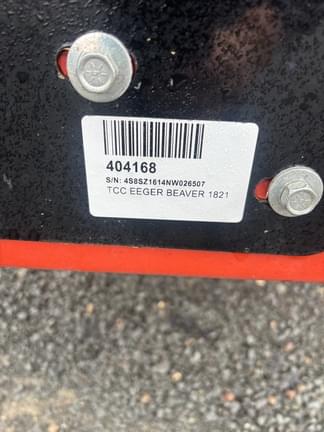 404168
S/N: 4S8SZ1614NW026507
TCC EEGER BEAVER 1821